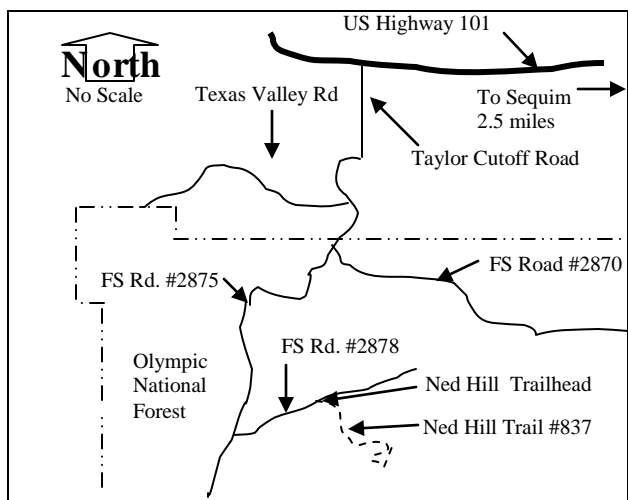 US Highway 101
North
No Scale
Texas Valley Rd
To Sequim
2.5 miles
Taylor Cutoff Road
FS Road #2870
FS Rd. #2875
FS Rd. #2878
Olympic
National
Forest
Ned Hill Trailhead
Ned Hill Trail #837